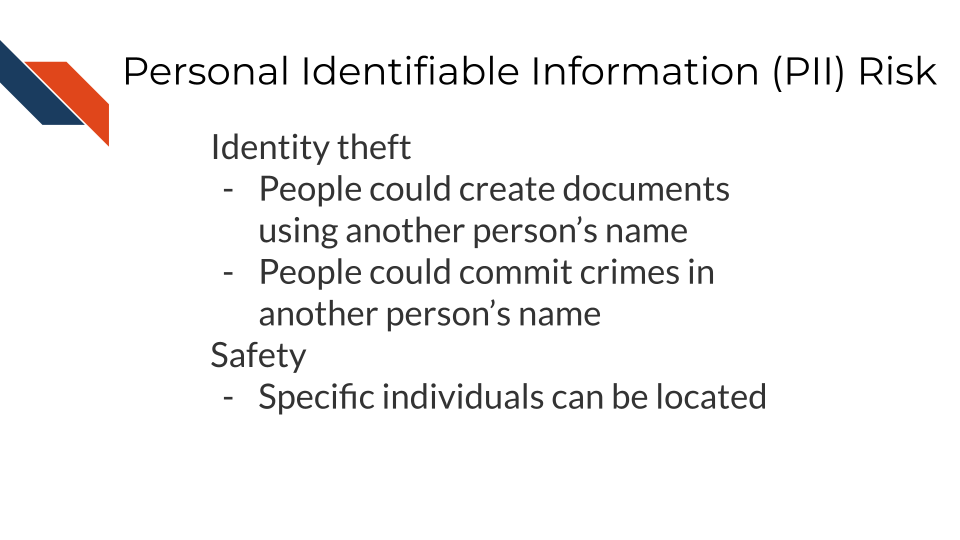 Personal Identifiable Information (PII) Risk
Identity theft
- People could create documents
using another person’s name
- People could commit crimes in
another person’s name
Safety
- Specific individuals can be located